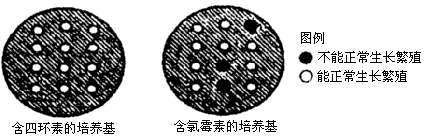 图例
不能正常生长繁殖
能正常生长繁殖
含四环素的培养基
含氯霉素的培养基